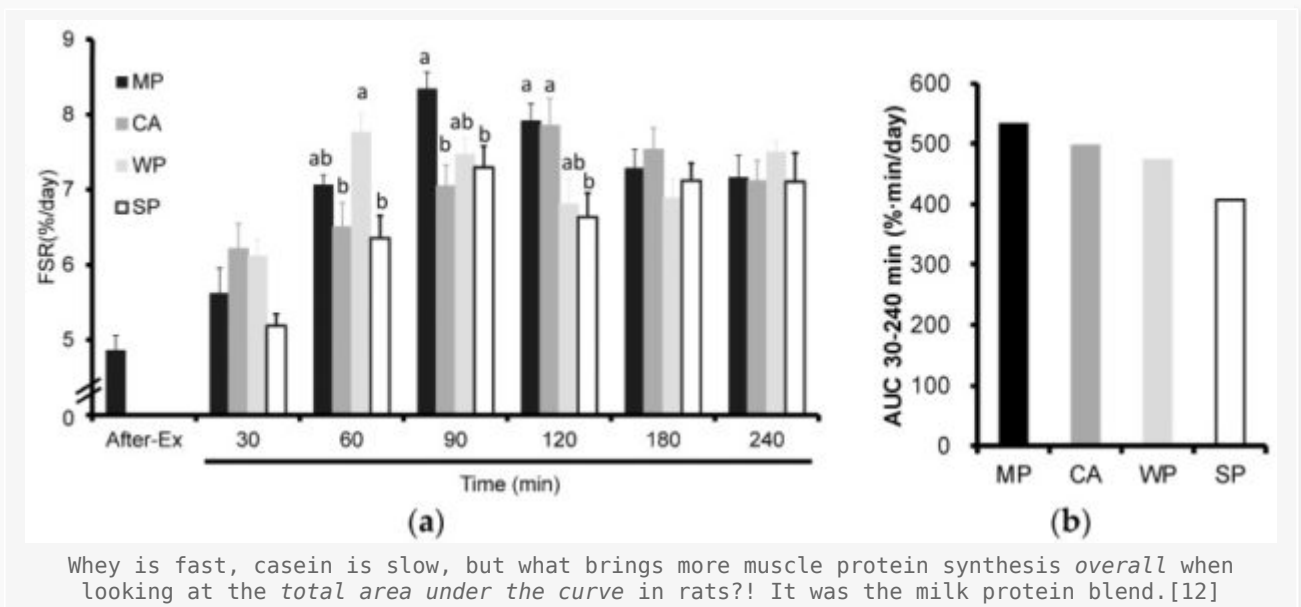 9
8
7
6
5
0
FSR(%/day)
MP
CA
WP
SP
ab
b
a
b
a
b
ab
b
a
a
ab
b
After-Ex 30 60 90 120 180 240
Time (min)
(a)
600
500
400
300
200
100
0
AUC 30-240 min (%·min/day)
MP CA WP SP
(b)
Whey is fast, casein is slow, but what brings more muscle protein synthesis overall when
looking at the total area under the curve in rats?! It was the milk protein blend.[12]